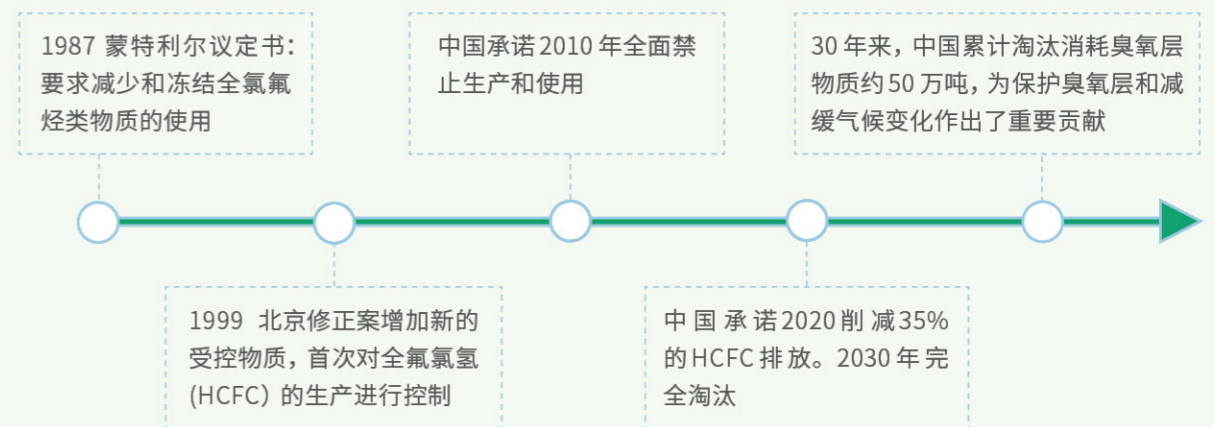 1987 蒙特利尔议定书：
要求减少和冻结全氯氟
烃类物质的使用
1999 北京修正案增加新的
受控物质，首次对全氟氯氢
(HCFC）的生产进行控制
中国承诺2010 年全面禁
止生产和使用
中国承诺2020削减35%
的HCFC 排放。2030 年完
全淘汰
30 年来，中国累计淘汰消耗臭氧层
物质约50 万吨，为保护臭氧层和减
缓气候变化作出了重要贡献